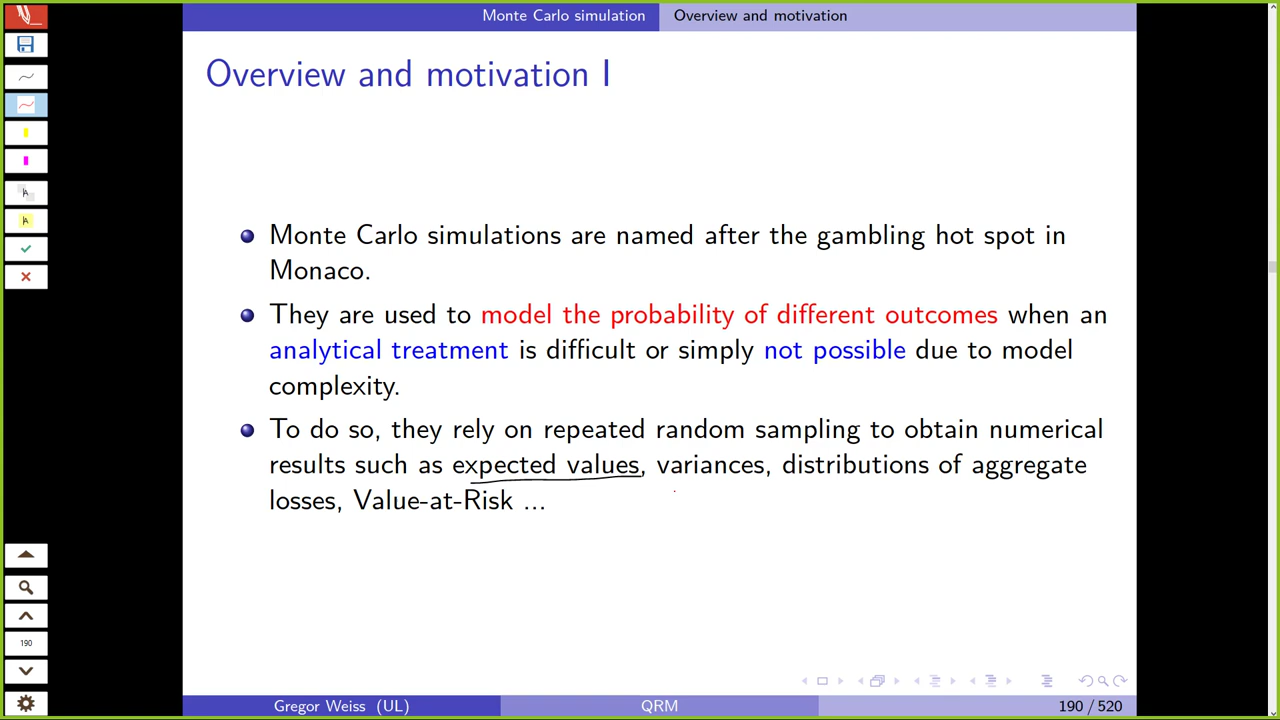 Monte Carlo simulation Overview and motivation
Overview and motivation I
Monte Carlo simulations are named after the gambling hot spot in
Monaco.
They are used to model the probability of different outcomes when an
analytical treatment is difficult or simply not possible due to model
complexity.
To do so, they rely on repeated random sampling to obtain numerical
results such as expected values, variances, distributions of aggregate
losses, Value-at-Risk ...
190
Gregor Weiss (UL) QRM 190 / 520